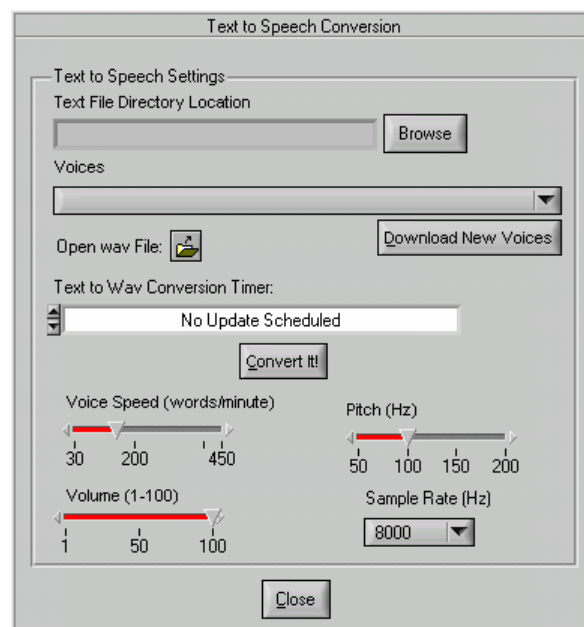 Text to Speech Conversion
Text to Speech Settings
Text File Directory Location
Browse
Voices
Download New Voices
Open wav File:
Text to Wav Conversion Timer:
No Update Scheduled
Convert It!
Voice Speed (words/minute)
30 200 450
Pitch (Hz)
50 100 150 200
Volume (1-100)
1 50 100
Sample Rate (Hz)
8000
Close